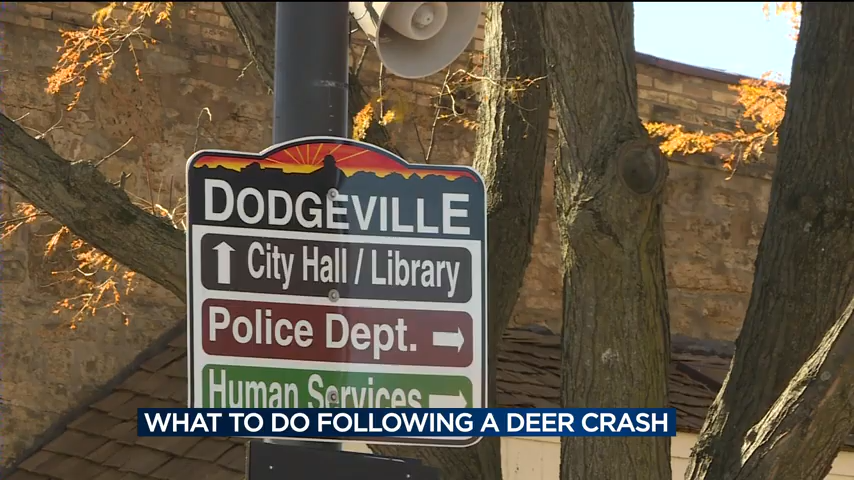 DODGEVILLE
City Hall / Library
Police Dept.
Human Services
WHAT TO DO FOLLOWING A DEER CRASH